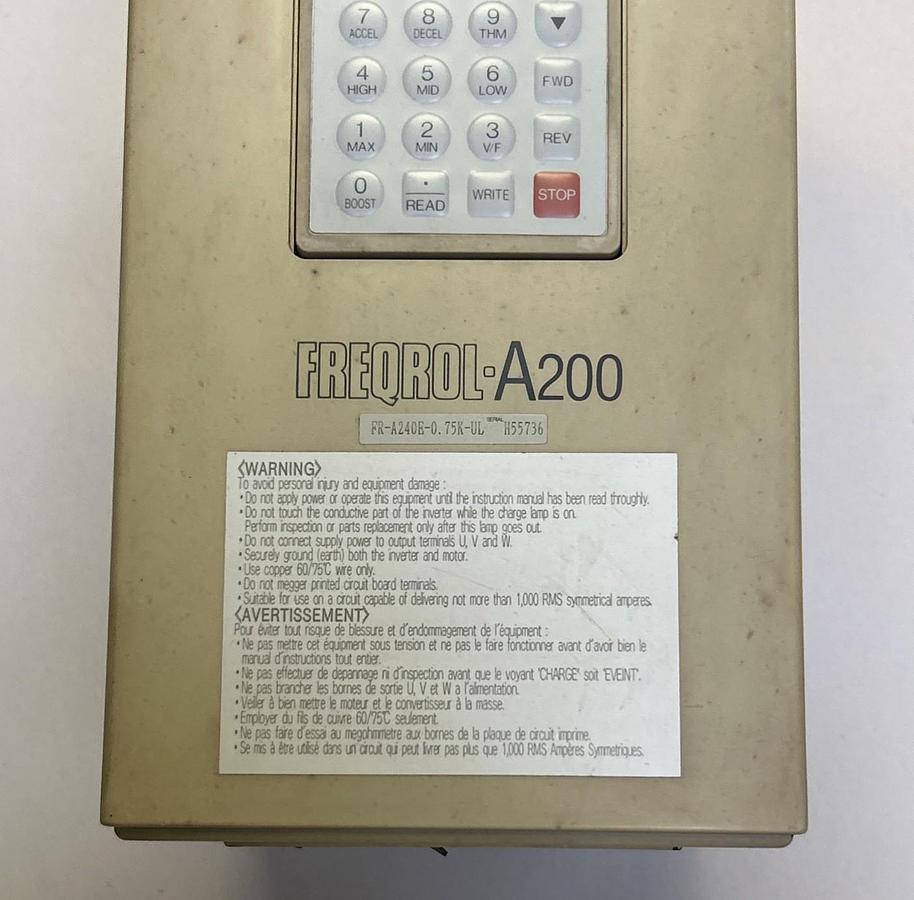 7 8 9 ▼
ACCEL DECEL THM
4 5 6 FWD
HIGH MID LOW
1 2 3 REV
MAX MIN V/F
0 · WRITE STOP
BOOST READ
FREQROL-A200
FR-A240E-0.75K-UL SERIAL H55736
〈WARNING〉
To avoid personal injury and equipment damage :
• Do not apply power or operate this equipment until the instruction manual has been read throughly.
• Do not touch the conductive part of the inverter while the charge lamp is on.
Perform inspection or parts replacement only after this lamp goes out.
• Do not connect supply power to output terminals U, V and W.
• Securely ground (earth) both the inverter and motor.
• Use copper 60/75℃ wire only.
• Do not megger printed circuit board terminals.
• Suitable for use on a circuit capable of delivering not more than 1,000 RMS symmetrical amperes.
〈AVERTISSEMENT〉
Pour éviter tout risque de blessure et d'endommagement de l'équipment :
• Ne pas mettre cet équipment sous tension et ne pas le faire fonctionner avant d'avoir bien le
manual d'instructions tout entier.
• Ne pas effectuer de depannage ni d'inspection avant que le voyant "CHARGE" soit "EVEINT".
• Ne pas brancher les bornes de sortie U, V et W a l'alimentation.
• Veiller à bien mettre le moteur et le convertisseur à la masse.
• Employer du fils de cuivre 60/75℃ seulement.
• Ne pas faire d'essai au megohmmetre aux bornes de la plaque de circuit imprime.
• Se mis à être utilisé dans un circuit qui peut livrer pas plus que 1,000 RMS Ampères Symmetriques.